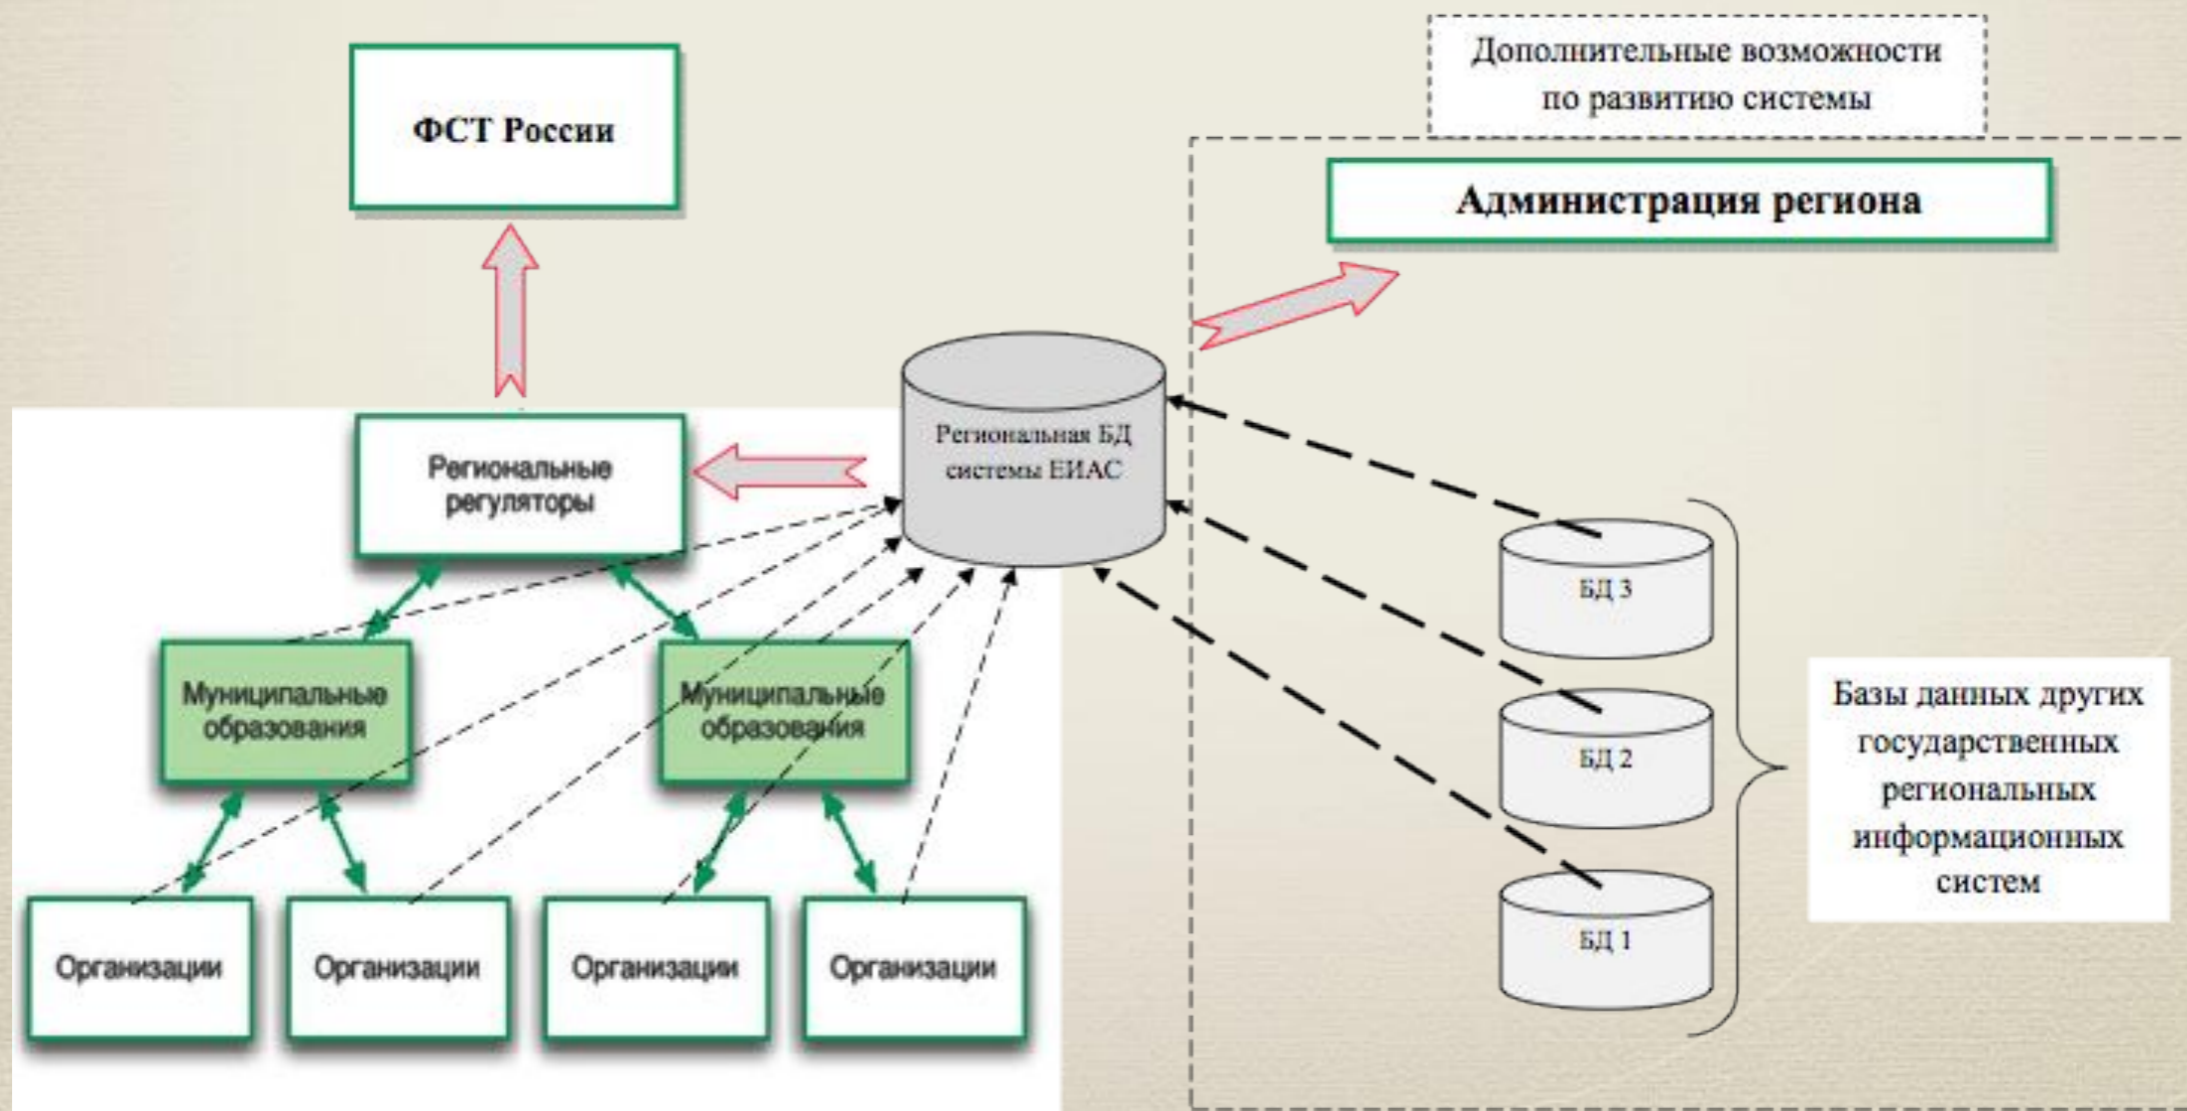 Дополнительные возможности
по развитию системы
ФСТ России
Администрация региона
Региональная БД
системы ЕИАС
Региональные
регуляторы
БД 3
Муниципальные
образования
Муниципальные
образования
БД 2
Базы данных других
государственных
региональных
информационных
систем
БД 1
Организации
Организации
Организации
Организации